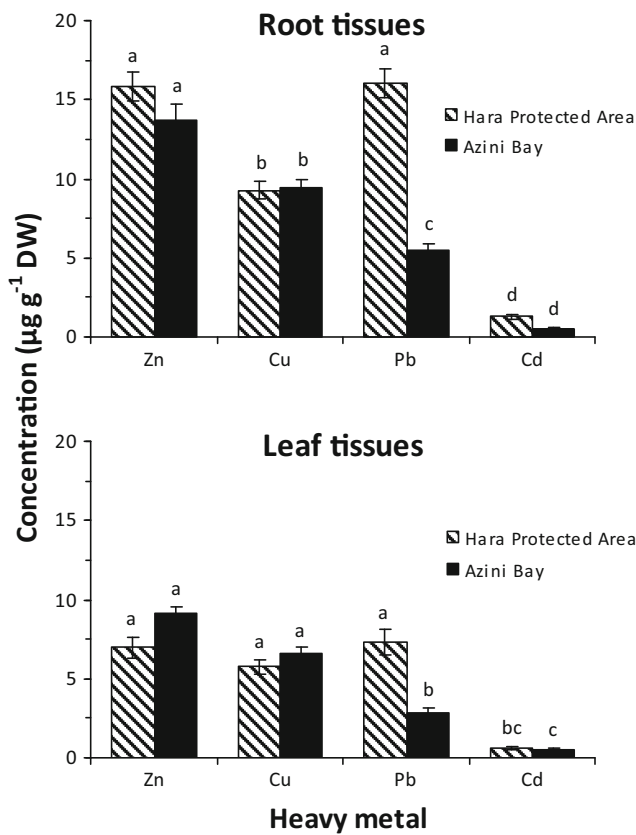 Root tissues
20
15
10
5
0
a
a
b
b
a
c
d
d
Hara Protected Area
Azini Bay
Zn Cu Pb Cd
Concentration (µg g-1 DW)
Leaf tissues
20
15
10
5
0
a
a
a
a
a
b
bc
c
Hara Protected Area
Azini Bay
Zn Cu Pb Cd
Heavy metal